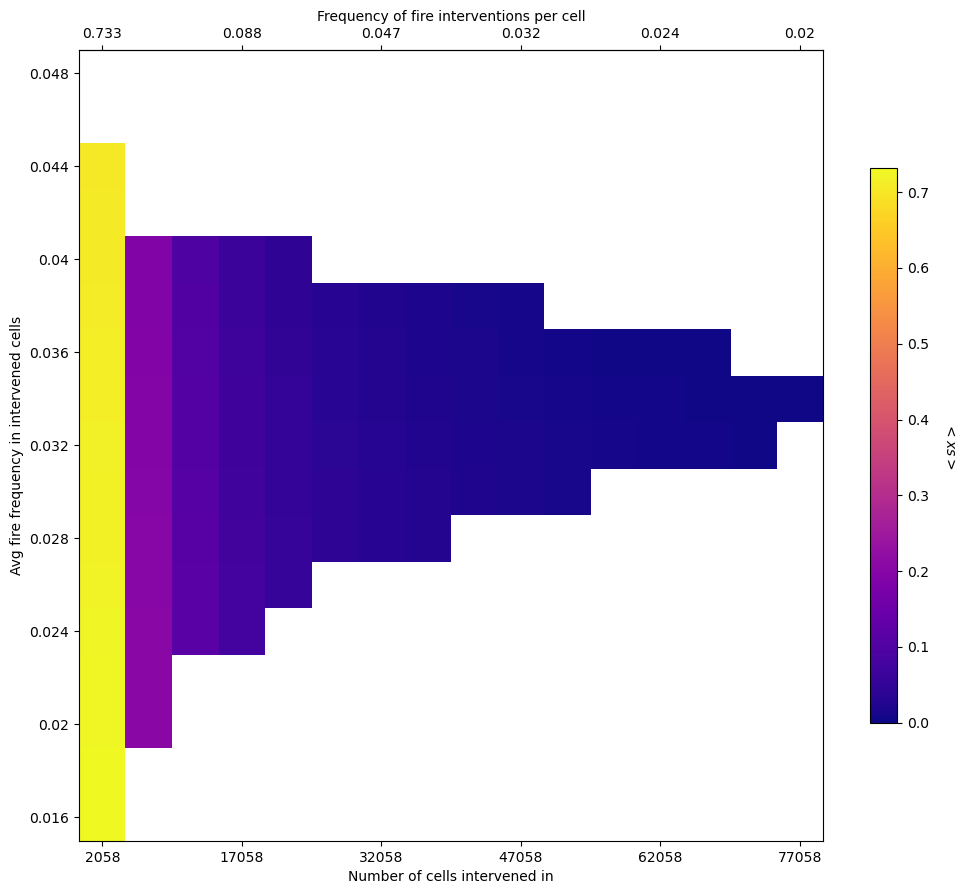 Frequency of fire interventions per cell
0.733 0.088 0.047 0.032 0.024 0.02
0.048
0.044
0.04
0.036
0.032
0.028
0.024
0.02
0.016
Avg fire frequency in intervened cells
2058 17058 32058 47058 62058 77058
Number of cells intervened in
0.7
0.6
0.5
0.4
0.3
0.2
0.1
0.0
< sx >